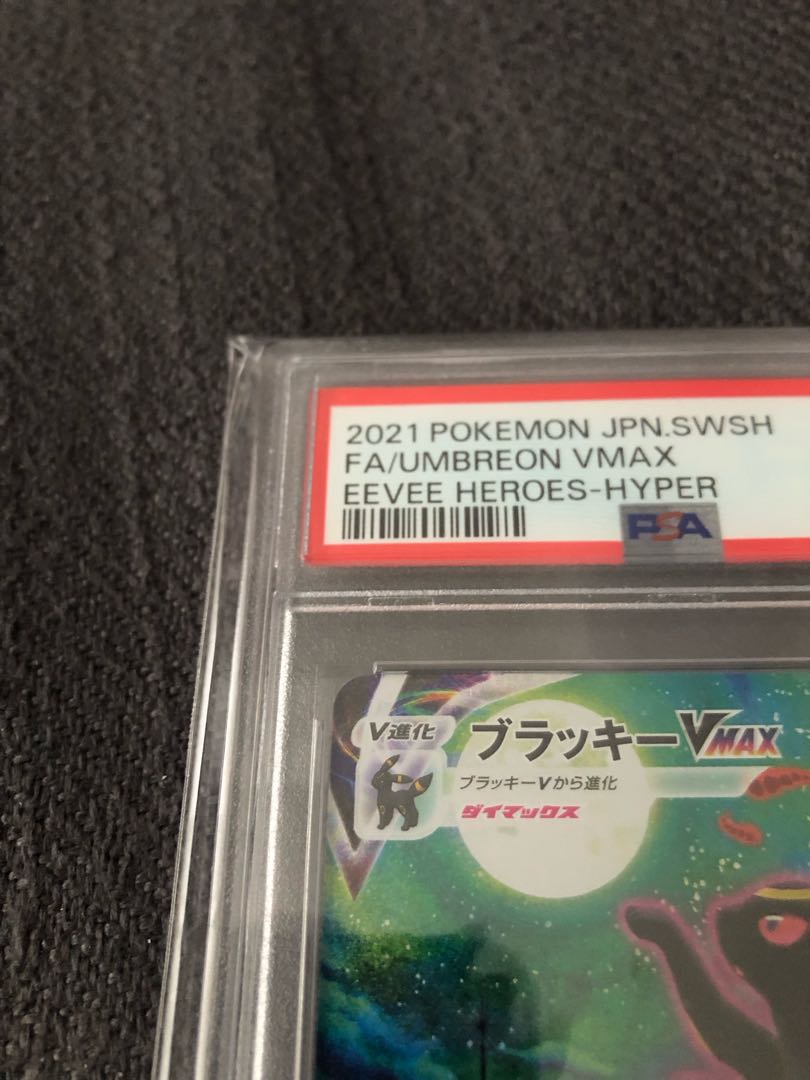 2021 POKEMON JPN.SWSH
FA/UMBREON VMAX
EEVEE HEROES-HYPER
PSA
V進化
ブラッキーVMAX
ブラッキーVから進化
ダイマックス